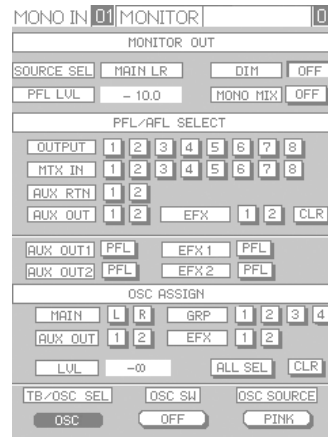 MONO IN 01 MONITOR 0
MONITOR OUT
SOURCE SEL MAIN LR DIM OFF
PFL LVL - 10.0 MONO MIX OFF
PFL/AFL SELECT
OUTPUT 1 2 3 4 5 6 7 8
MTX IN 1 2 3 4 5 6 7 8
AUX RTN 1 2
AUX OUT 1 2 EFX 1 2 CLR
AUX OUT1 PFL EFX1 PFL
AUX OUT2 PFL EFX2 PFL
OSC ASSIGN
MAIN L R GRP 1 2 3 4
AUX OUT 1 2 EFX 1 2
LVL -∞ ALL SEL CLR
TB/OSC SEL OSC SW OSC SOURCE
OSC OFF PINK